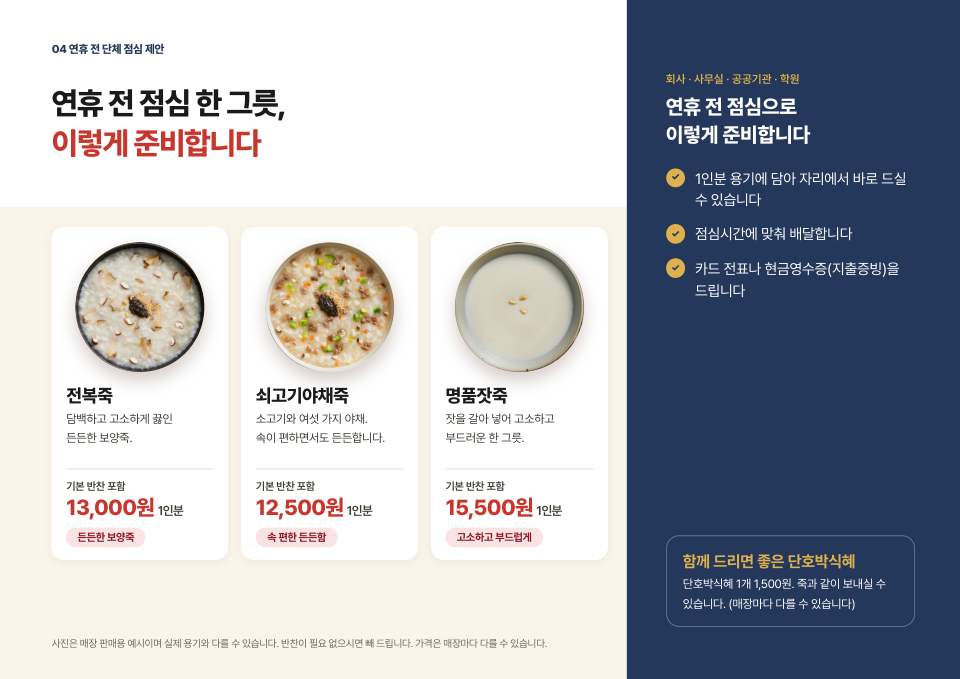 04 연휴 전 단체 점심 제안
연휴 전 점심 한 그릇,
이렇게 준비합니다
전복죽
담백하고 고소하게 끓인
든든한 보양죽.
기본 반찬 포함
13,000원 1인분
든든한 보양죽
쇠고기야채죽
소고기와 여섯 가지 야채.
속이 편하면서도 든든합니다.
기본 반찬 포함
12,500원 1인분
속 편한 든든함
명품잣죽
잣을 갈아 넣어 고소하고
부드러운 한 그릇.
기본 반찬 포함
15,500원 1인분
고소하고 부드럽게
사진은 매장 판매용 예시이며 실제 용기와 다를 수 있습니다. 반찬이 필요 없으시면 빼 드립니다. 가격은 매장마다 다를 수 있습니다.
회사 · 사무실 · 공공기관 · 학원
연휴 전 점심으로
이렇게 준비합니다
1인분 용기에 담아 자리에서 바로 드실
수 있습니다
점심시간에 맞춰 배달합니다
카드 전표나 현금영수증(지출증빙)을
드립니다
함께 드리면 좋은 단호박식혜
단호박식혜 1개 1,500원. 죽과 같이 보내실 수
있습니다. (매장마다 다를 수 있습니다)